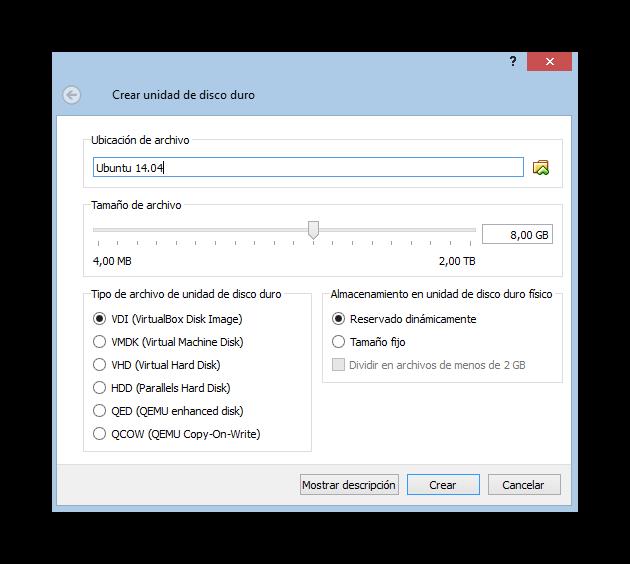 ?
Crear unidad de disco duro
Ubicación de archivo
Ubuntu 14.04
Tamaño de archivo
8,00 GB
4,00 MB
2,00 TB
Tipo de archivo de unidad de disco duro
VDI (VirtualBox Disk Image)
VMDK (Virtual Machine Disk)
VHD (Virtual Hard Disk)
HDD (Parallels Hard Disk)
QED (QEMU enhanced disk)
QCOW (QEMU Copy-On-Write)
Almacenamiento en unidad de disco duro físico
Reservado dinámicamente
Tamaño fijo
Dividir en archivos de menos de 2 GB
Mostrar descripción
Crear
Cancelar